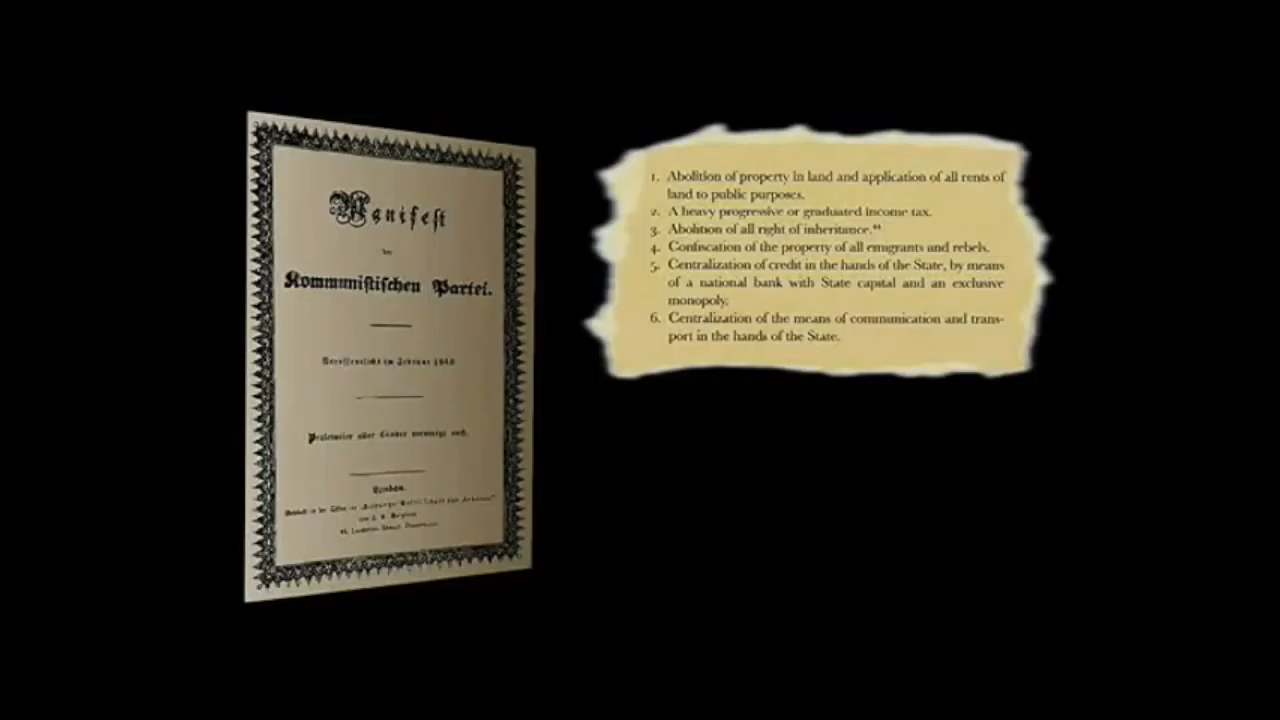 Manifest
der
Kommunistischen Partei.
Veröffentlicht im Februar 1848
Proletarier aller Länder vereinigt euch.
London.
1. Abolition of property in land and application of all rents of
land to public purposes.
2. A heavy progressive or graduated income tax.
3. Abolition of all right of inheritance.
4. Confiscation of the property of all emigrants and rebels.
5. Centralization of credit in the hands of the State, by means
of a national bank with State capital and an exclusive
monopoly.
6. Centralization of the means of communication and trans-
port in the hands of the State.